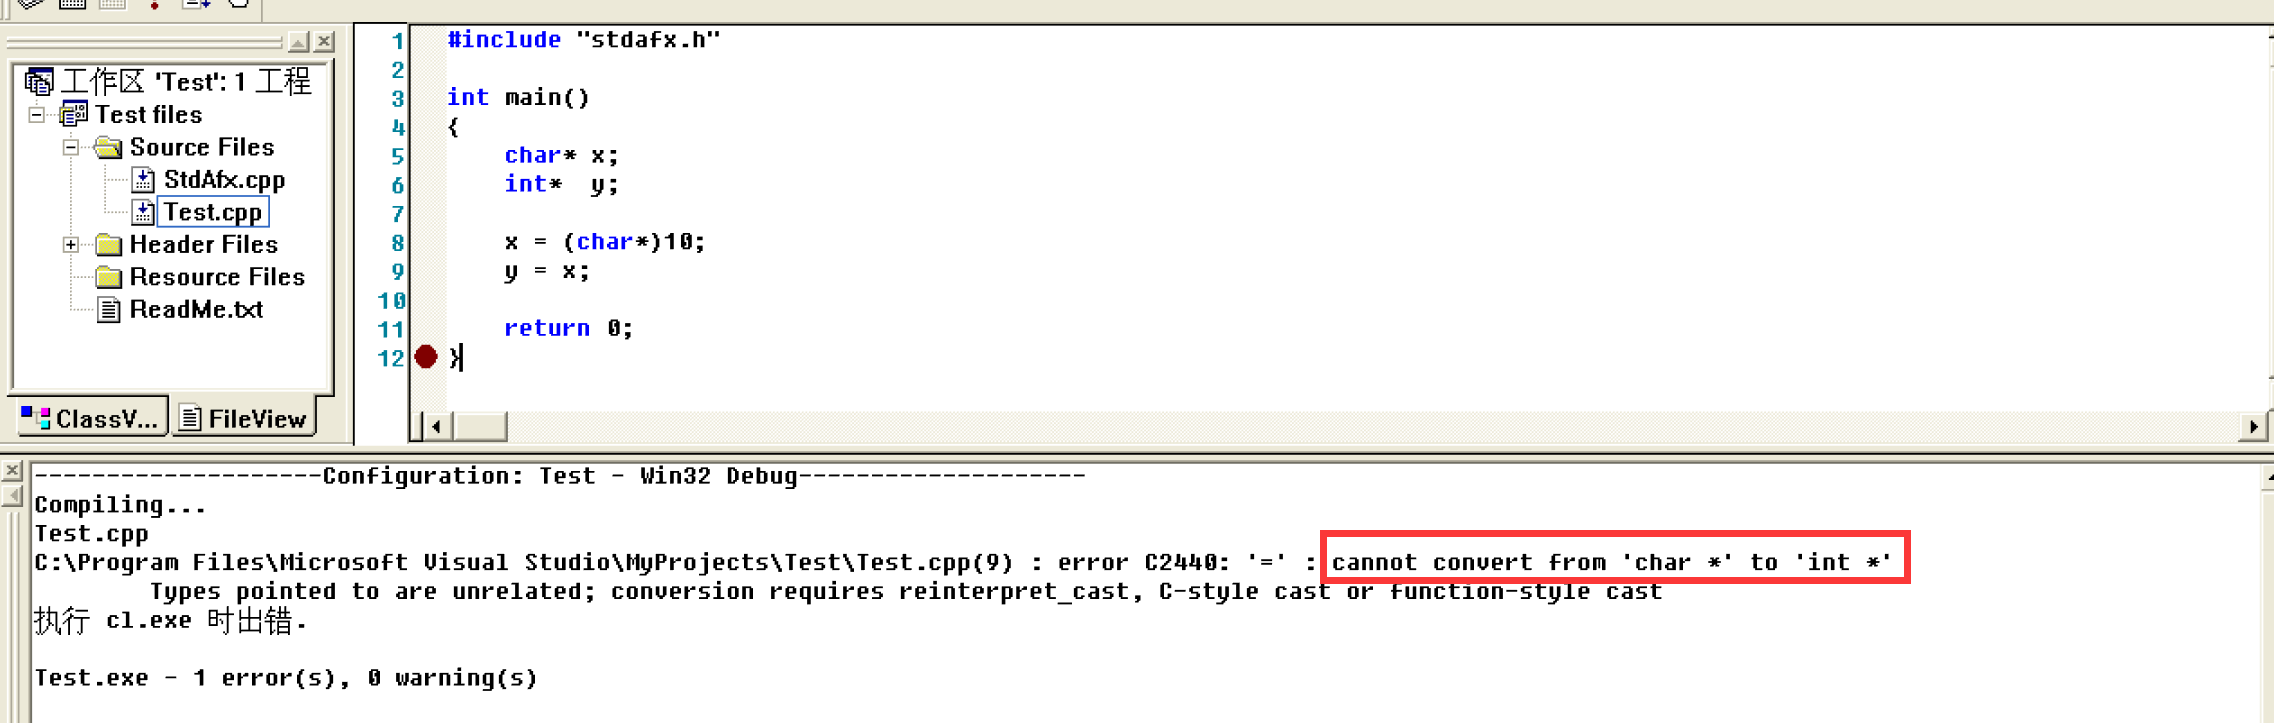 工作区 'Test': 1 工程
Test files
Source Files
StdAfx.cpp
Test.cpp
Header Files
Resource Files
ReadMe.txt
ClassV...
FileView
1 #include "stdafx.h"
2
3 int main()
4 {
5 char* x;
6 int*  y;
7
8 x = (char*)10;
9 y = x;
10
11 return 0;
12 }
--------------------Configuration: Test - Win32 Debug--------------------
Compiling...
Test.cpp
C:\Program Files\Microsoft Visual Studio\MyProjects\Test\Test.cpp(9) : error C2440: '=' : cannot convert from 'char *' to 'int *'
Types pointed to are unrelated; conversion requires reinterpret_cast, C-style cast or function-style cast
执行 cl.exe 时出错.
Test.exe - 1 error(s), 0 warning(s)